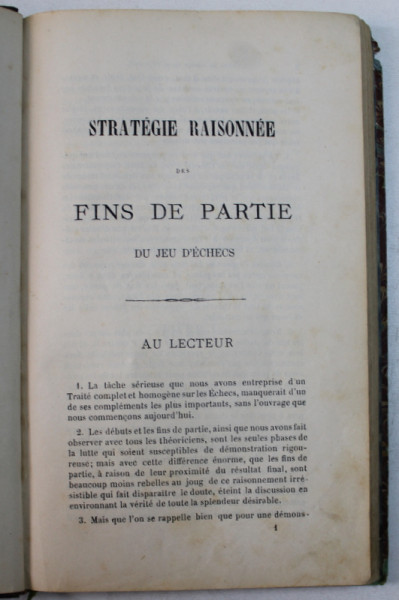 STRATÉGIE RAISONNÉE
DES
FINS DE PARTIE
DU JEU D'ÉCHECS
AU LECTEUR
1. La tâche sérieuse que nous avons entreprise d'un
Traité complet et homogène sur les Échecs, manquerait d'un
de ses compléments les plus importants, sans l'ouvrage que
nous commençons aujourd'hui.
2. Les débuts et les fins de partie, ainsi que nous avons fait
observer avec tous les théoriciens, sont les seules phases de
la lutte qui soient susceptibles de démonstration rigou-
reuse; mais avec cette différence énorme, que les fins de
partie, à raison de leur proximité du résultat final, sont
beaucoup moins rebelles au joug de ce raisonnement irré-
sistible qui fait disparaître le doute, éteint la discussion en
environnant la vérité de toute la splendeur désirable.
3. Mais que l'on se rappelle bien que pour une démons-
1